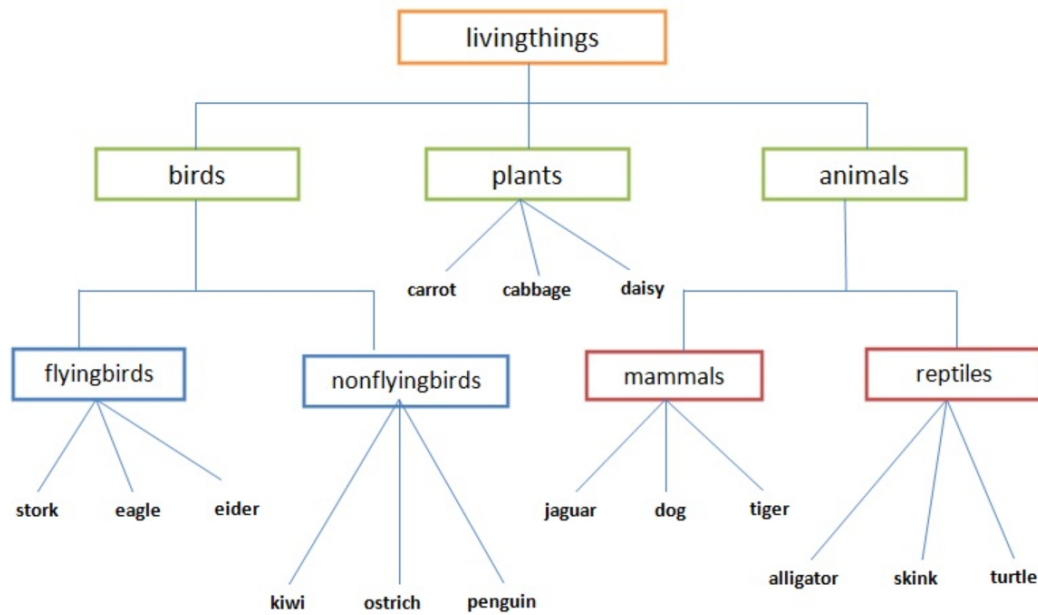 livingthings
birds
plants
animals
carrot
cabbage
daisy
flyingbirds
nonflyingbirds
mammals
reptiles
stork
eagle
eider
jaguar
dog
tiger
alligator
skink
turtle
kiwi
ostrich
penguin